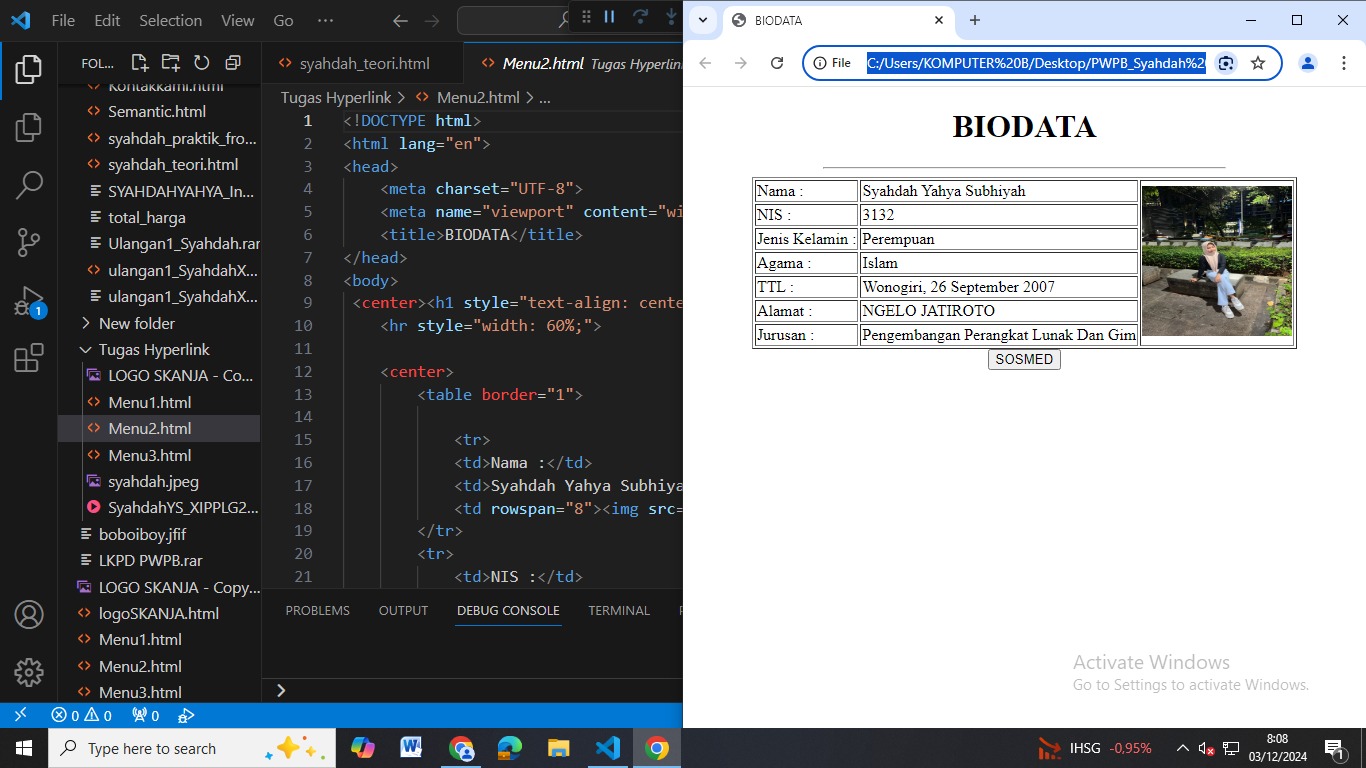 File Edit Selection View Go ...
FOL...
Kontakkami.html
Semantic.html
syahdah_praktik_fro...
syahdah_teori.html
SYAHDAHYAHYA_In...
total_harga
Ulangan1_Syahdah.rar
ulangan1_SyahdahX...
ulangan1_SyahdahX...
New folder
Tugas Hyperlink
LOGO SKANJA - Co...
Menu1.html
Menu2.html
Menu3.html
syahdah.jpeg
SyahdahYS_XIPPLG2...
boboiboy.jfif
LKPD PWPB.rar
LOGO SKANJA - Copy...
logoSKANJA.html
Menu1.html
Menu2.html
Menu3.html
1
syahdah_teori.html Menu2.html Tugas Hyperlin
Tugas Hyperlink > Menu2.html > ...
1 <!DOCTYPE html>
2 <html lang="en">
3 <head>
4 <meta charset="UTF-8">
5 <meta name="viewport" content="wi
6 <title>BIODATA</title>
7 </head>
8 <body>
9 <center><h1 style="text-align: cente
10 <hr style="width: 60%;">
11
12 <center>
13 <table border="1">
14
15 <tr>
16 <td>Nama :</td>
17 <td>Syahdah Yahya Subhiya
18 <td rowspan="8"><img src=
19 </tr>
20 <tr>
21 <td>NIS :</td>
PROBLEMS OUTPUT DEBUG CONSOLE TERMINAL
0 0 0
BIODATA
File C:/Users/KOMPUTER%20B/Desktop/PWPB_Syahdah%20
BIODATA
Nama : Syahdah Yahya Subhiyah
NIS : 3132
Jenis Kelamin : Perempuan
Agama : Islam
TTL : Wonogiri, 26 September 2007
Alamat : NGELO JATIROTO
Jurusan : Pengembangan Perangkat Lunak Dan Gim
SOSMED
Activate Windows
Go to Settings to activate Windows.
Type here to search
IHSG -0,95%
8:08
03/12/2024
1